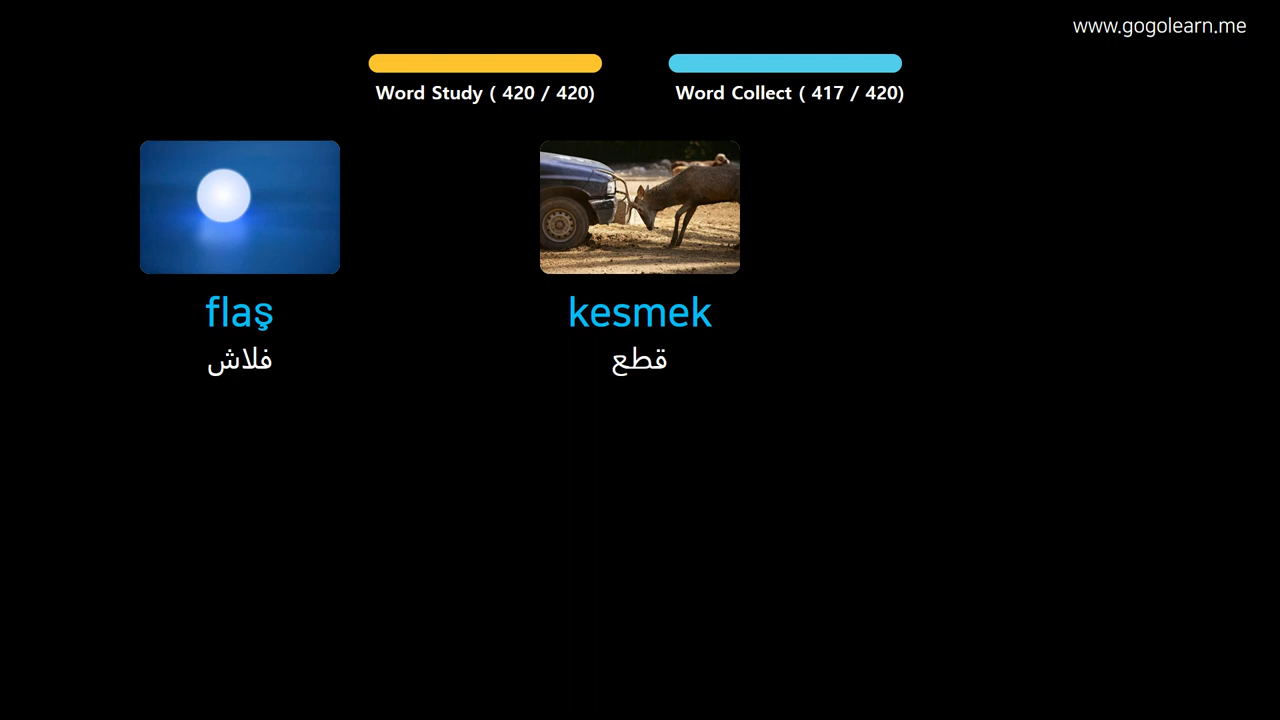 www.gogolearn.me
Word Study ( 420 / 420)
Word Collect ( 417 / 420)
flaş
فلاش
kesmek
قطع